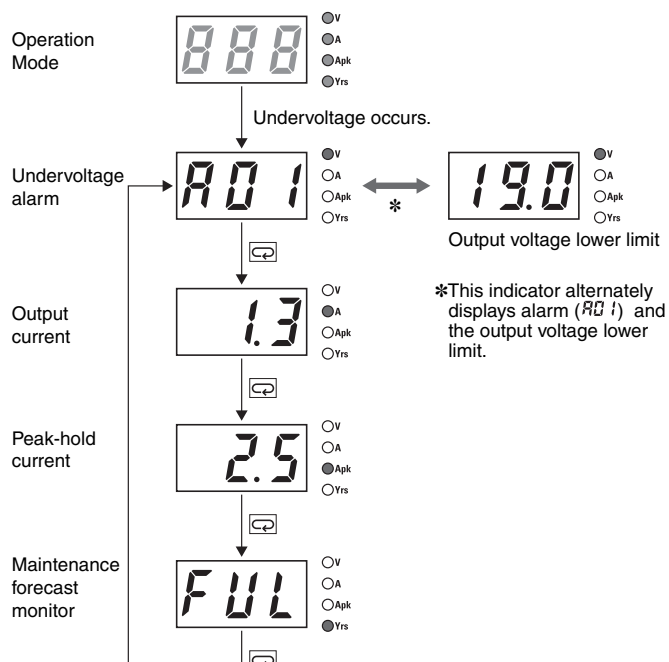 Operation
Mode
888
V
A
Apk
Yrs
Undervoltage occurs.
Undervoltage
alarm
A01
V
A
Apk
Yrs
*
19.0
V
A
Apk
Yrs
Output voltage lower limit
*This indicator alternately
displays alarm (A01) and
the output voltage lower
limit.
Output
current
1.3
V
A
Apk
Yrs
Peak-hold
current
2.5
V
A
Apk
Yrs
Maintenance
forecast
monitor
FUL
V
A
Apk
Yrs